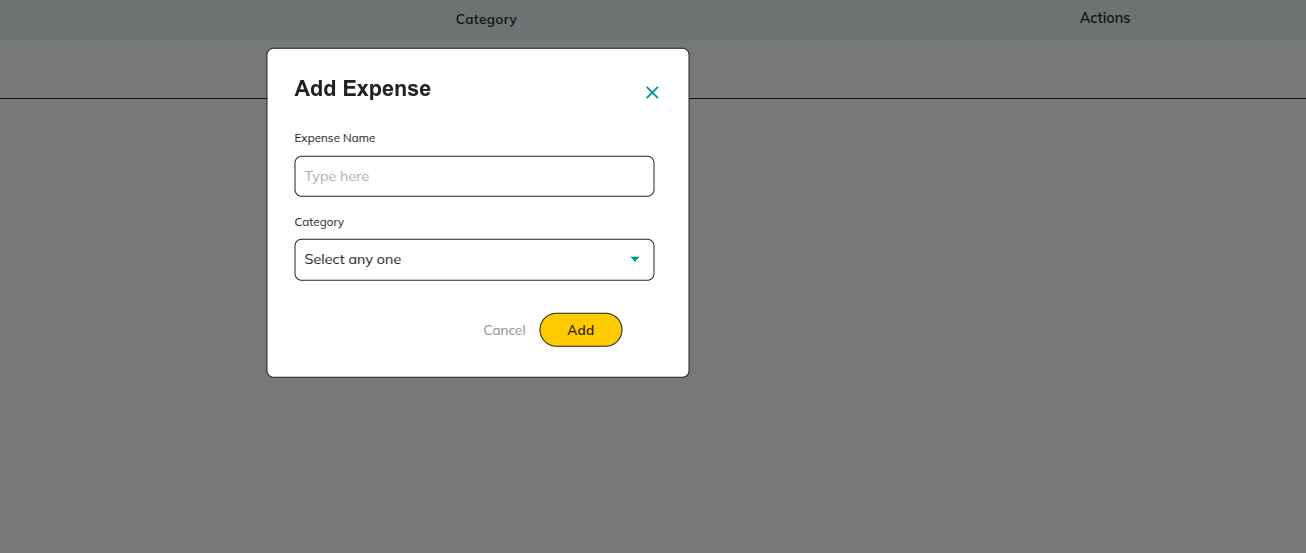 Category Actions
Add Expense
Expense Name
Type here
Category
Select any one
Cancel Add